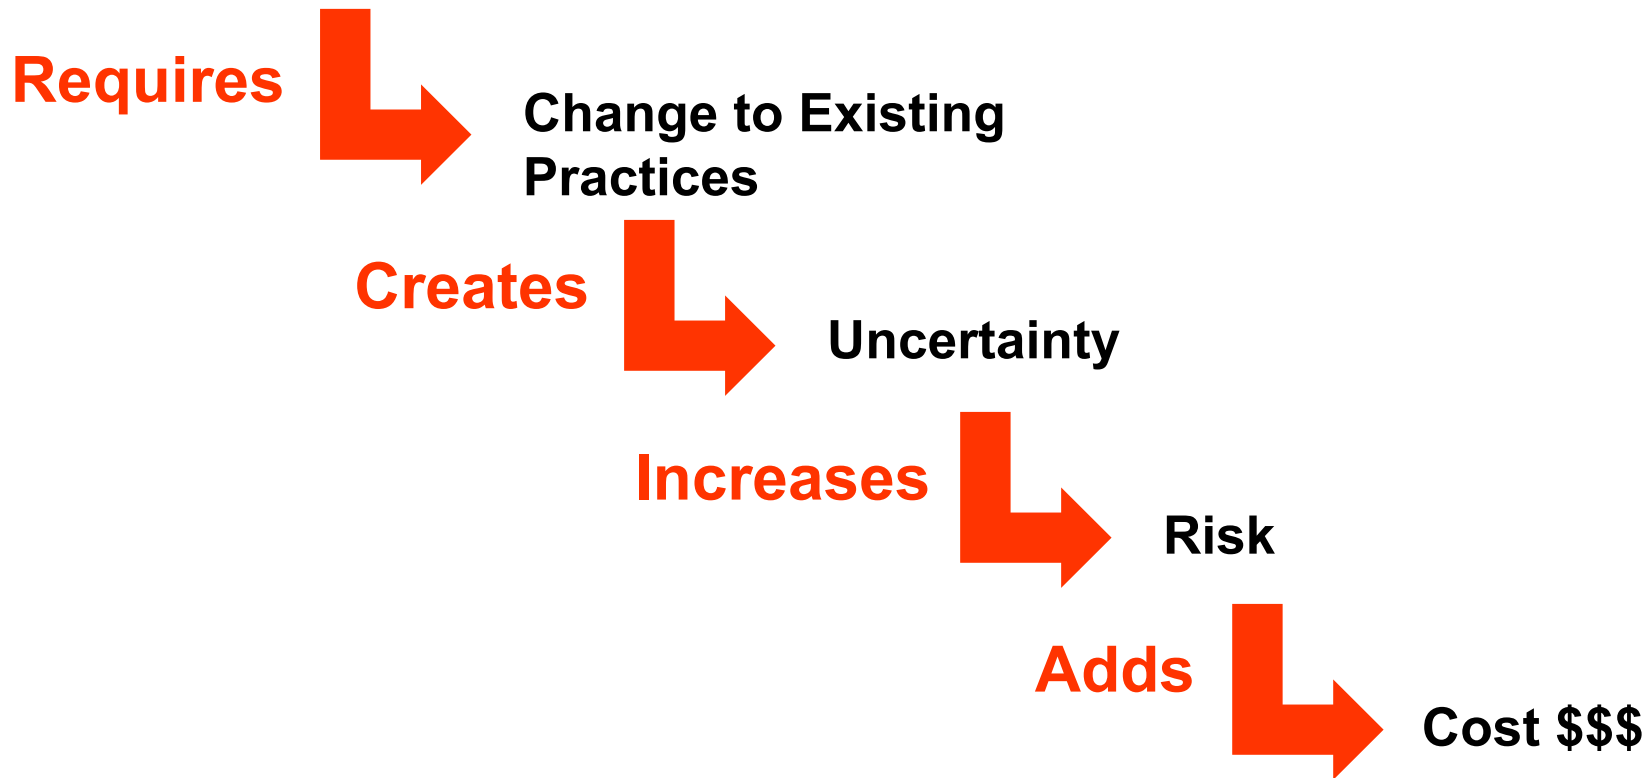 Requires
Change to Existing
Practices
Creates
Uncertainty
Increases
Risk
Adds
Cost $$$